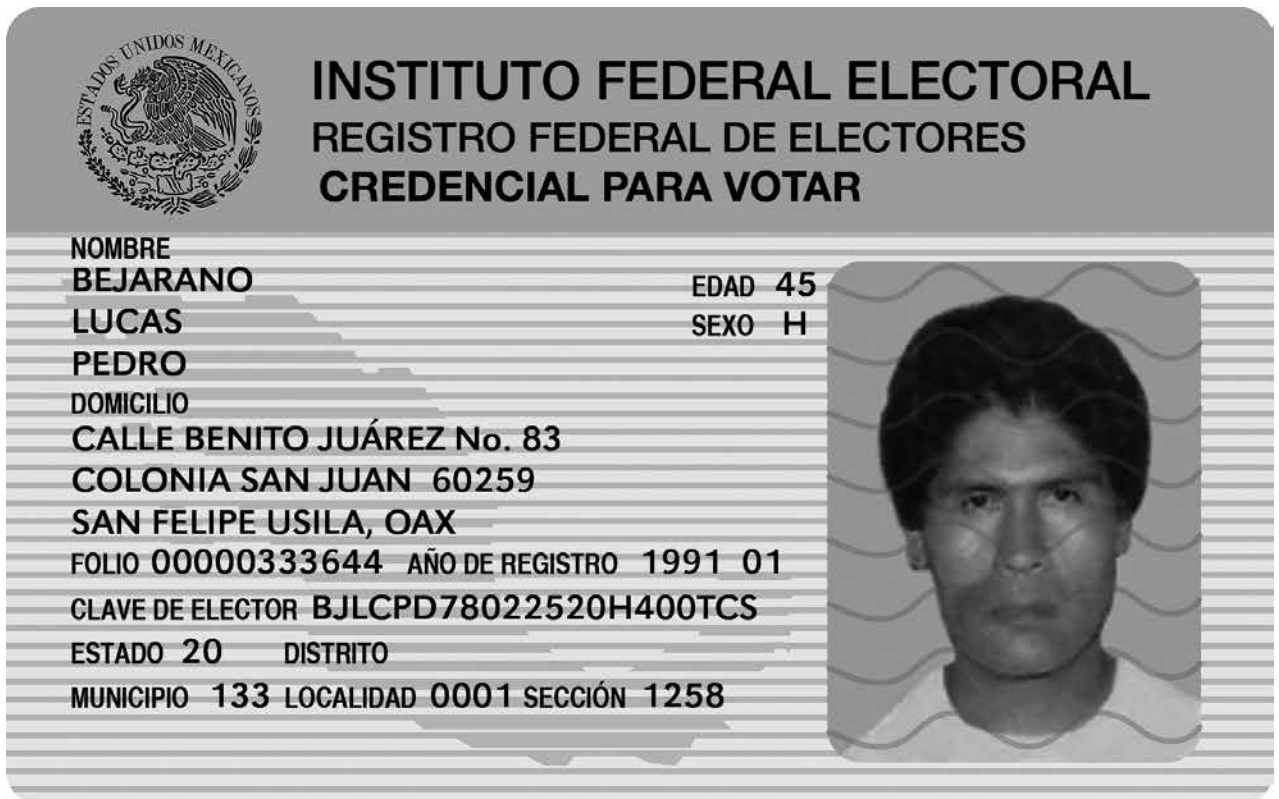 ESTADOS UNIDOS MEXICANOS
INSTITUTO FEDERAL ELECTORAL
REGISTRO FEDERAL DE ELECTORES
CREDENCIAL PARA VOTAR
NOMBRE
BEJARANO
EDAD 45
LUCAS
SEXO H
PEDRO
DOMICILIO
CALLE BENITO JUÁREZ No. 83
COLONIA SAN JUAN 60259
SAN FELIPE USILA, OAX
FOLIO 00000333644 AÑO DE REGISTRO 1991 01
CLAVE DE ELECTOR BJLCPD78022520H400TCS
ESTADO 20 DISTRITO
MUNICIPIO 133 LOCALIDAD 0001 SECCIÓN 1258